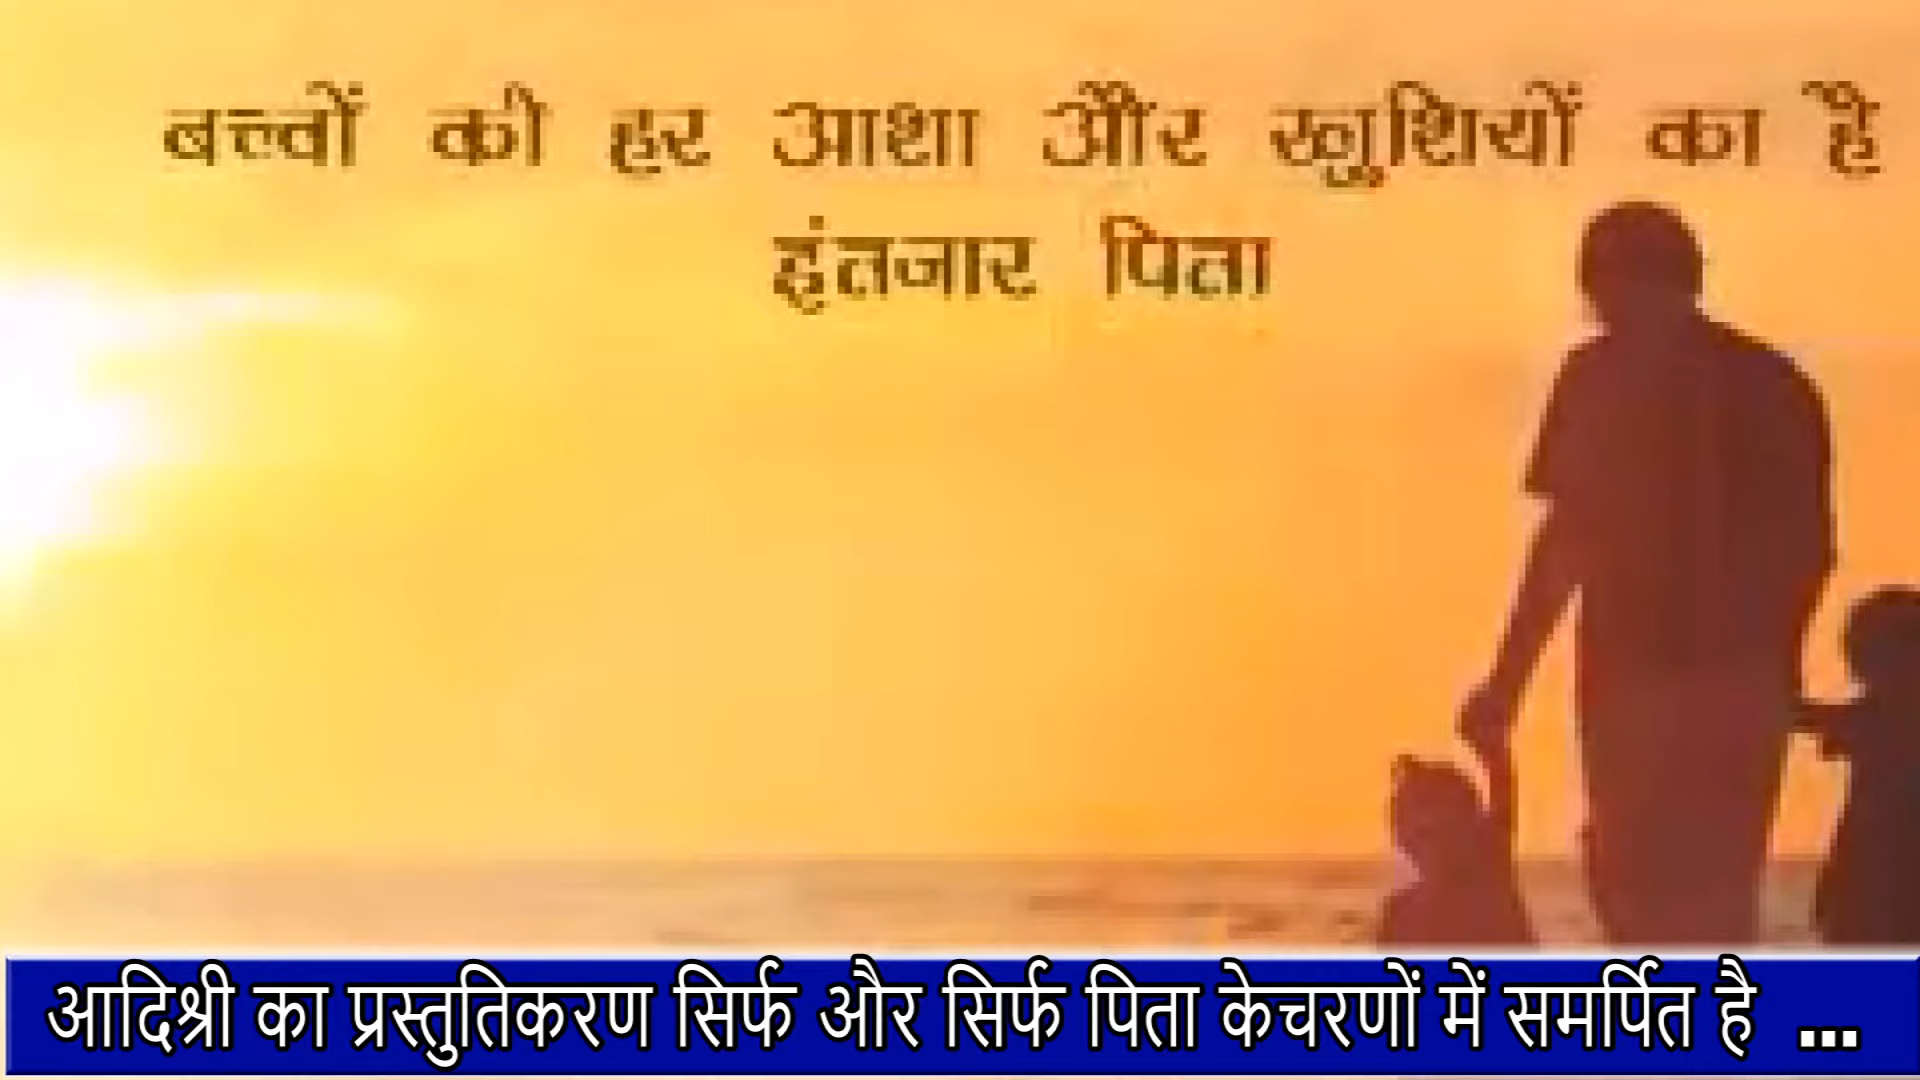 बच्चों की हर आशा और खुशियों का है
इंतजार पिता
आदिश्री का प्रस्तुतिकरण सिर्फ और सिर्फ पिता केचरणों में समर्पित है ...